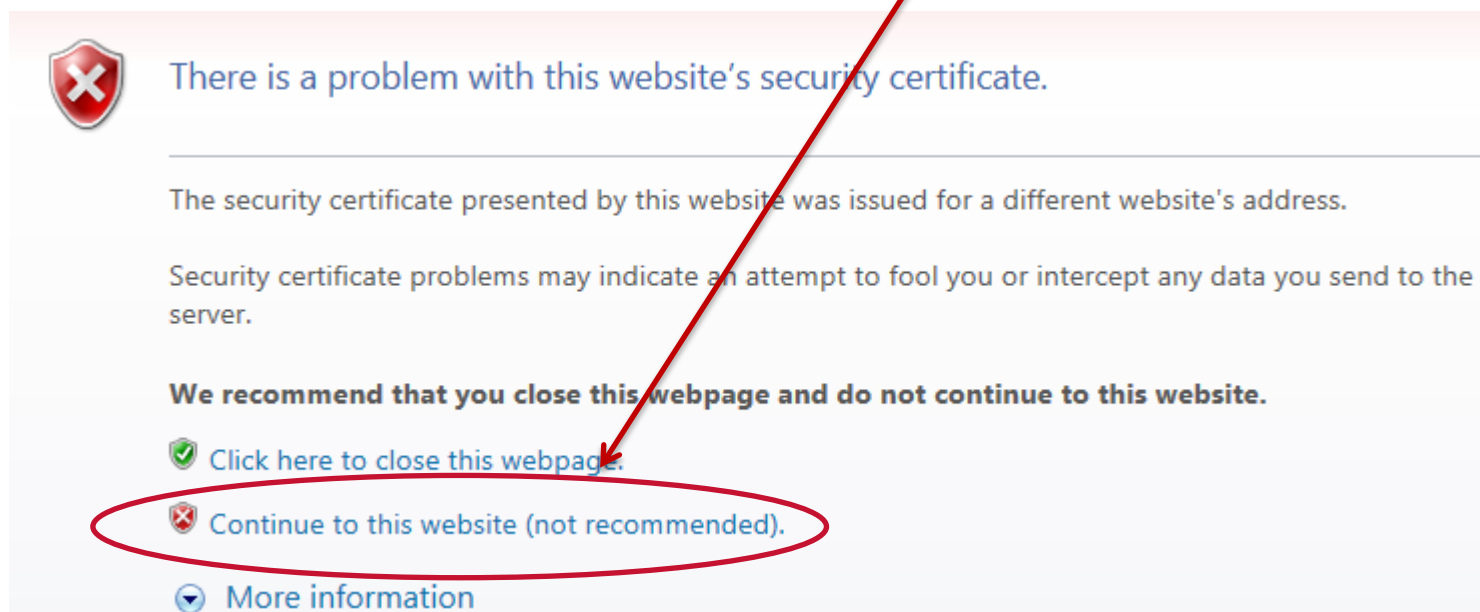 There is a problem with this website's security certificate.
The security certificate presented by this website was issued for a different website's address.
Security certificate problems may indicate an attempt to fool you or intercept any data you send to the
server.
We recommend that you close this webpage and do not continue to this website.
Click here to close this webpage.
Continue to this website (not recommended).
More information